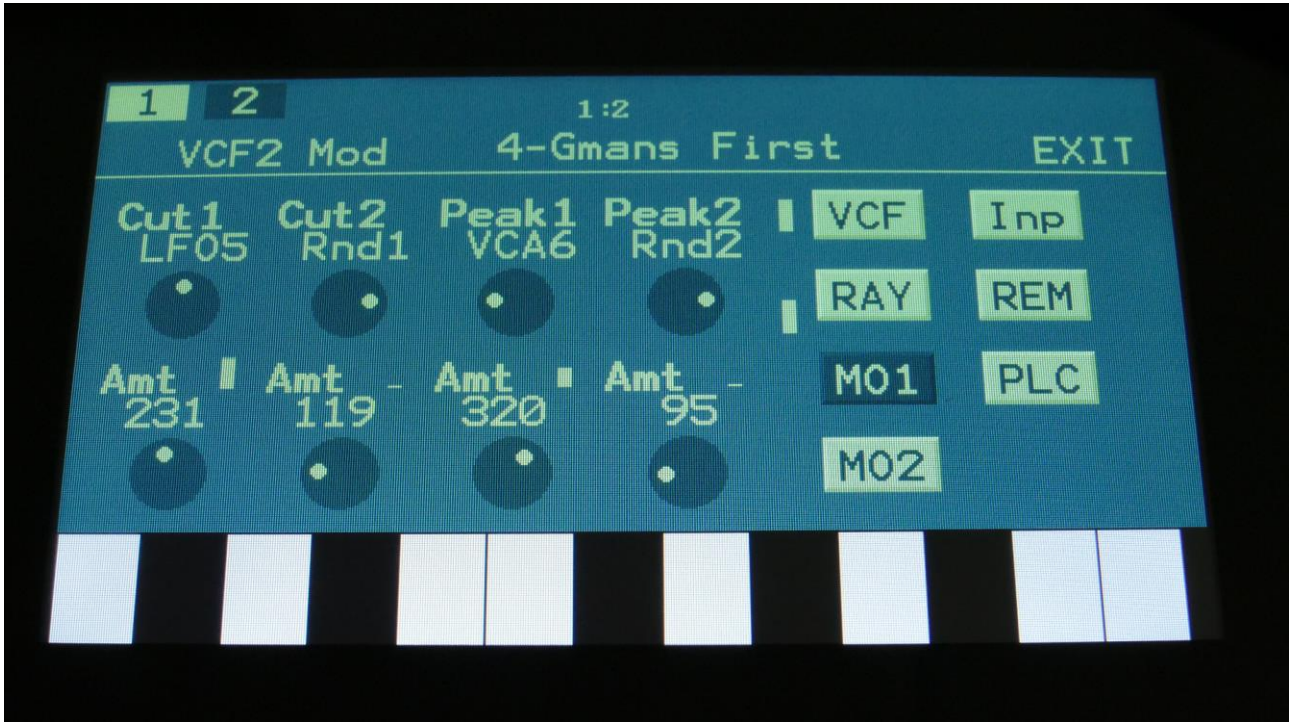 1 2 1:2
VCF2 Mod 4-Gmans First EXIT
Cut1 Cut2 Peak1 Peak2 VCF Inp
LFO5 Rnd1 VCA6 Rnd2
RAY REM
Amt Amt Amt Amt MO1 PLC
231 119 320 95
MO2